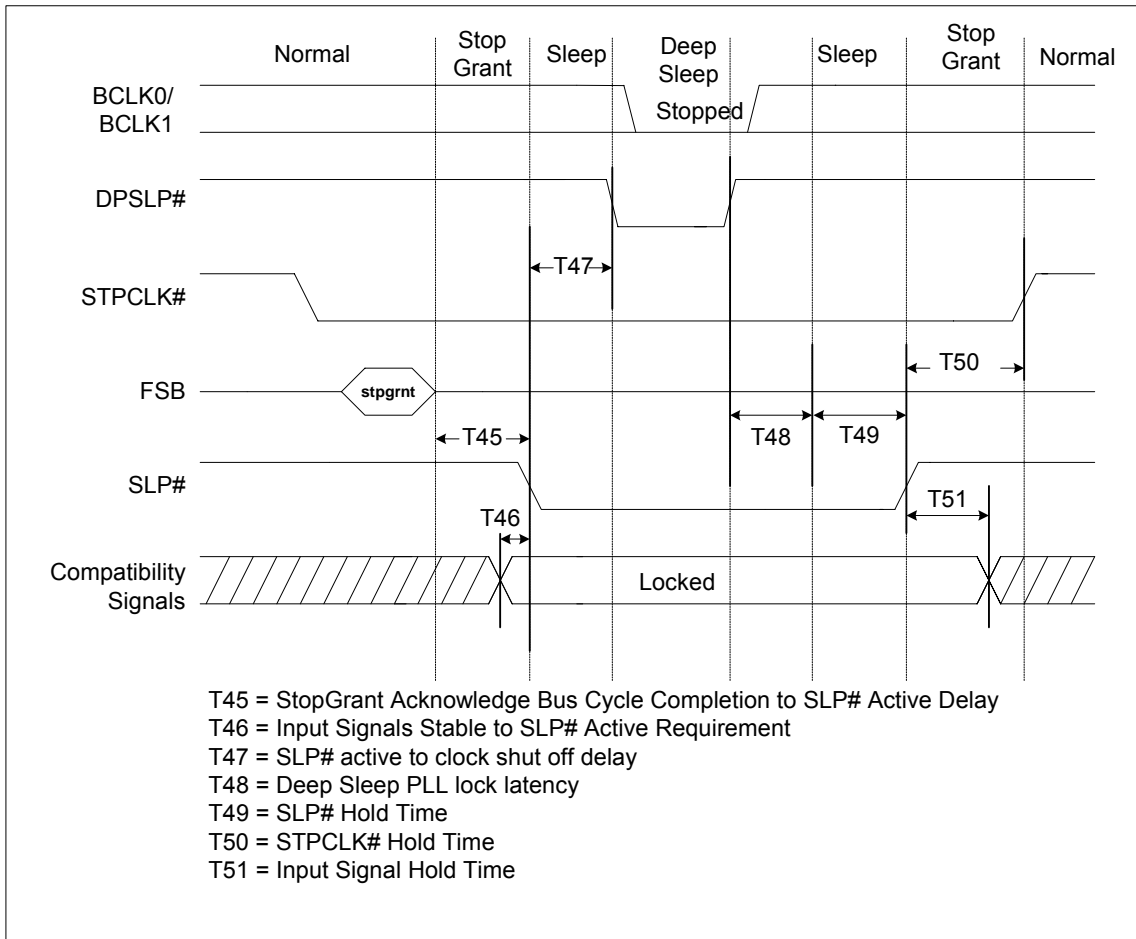 Normal
Stop
Grant
Sleep
Deep
Sleep
Sleep
Stop
Grant
Normal
BCLK0/
BCLK1
Stopped
DPSLP#
T47
STPCLK#
T50
FSB
stpgrnt
T45
T48
T49
SLP#
T46
T51
Compatibility
Signals
Locked
T45 = StopGrant Acknowledge Bus Cycle Completion to SLP# Active Delay
T46 = Input Signals Stable to SLP# Active Requirement
T47 = SLP# active to clock shut off delay
T48 = Deep Sleep PLL lock latency
T49 = SLP# Hold Time
T50 = STPCLK# Hold Time
T51 = Input Signal Hold Time